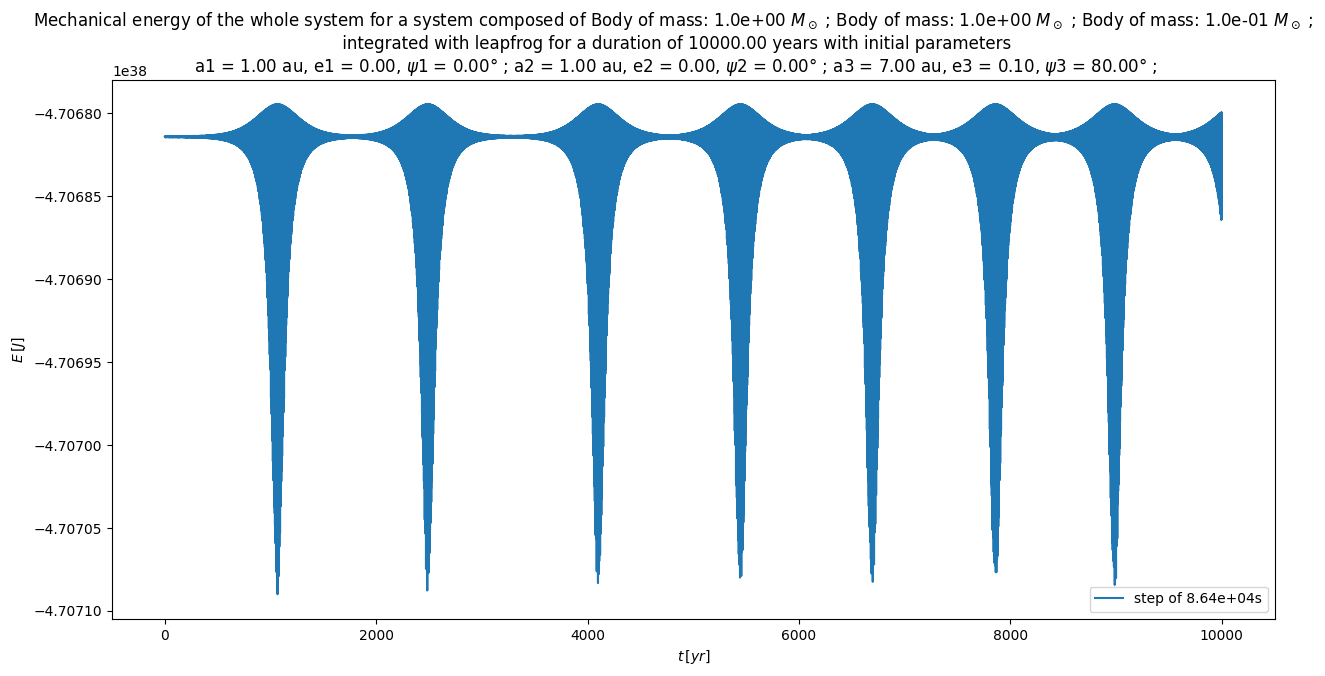 Mechanical energy of the whole system for a system composed of Body of mass: 1.0e+00 M⊙ ; Body of mass: 1.0e+00 M⊙ ; Body of mass: 1.0e-01 M⊙ ;
integrated with leapfrog for a duration of 10000.00 years with initial parameters
a1 = 1.00 au, e1 = 0.00, ψ1 = 0.00° ; a2 = 1.00 au, e2 = 0.00, ψ2 = 0.00° ; a3 = 7.00 au, e3 = 0.10, ψ3 = 80.00° ;
1e38
−4.70680
−4.70685
−4.70690
−4.70695
−4.70700
−4.70705
−4.70710
E [J]
step of 8.64e+04s
0 2000 4000 6000 8000 10000
t [yr]